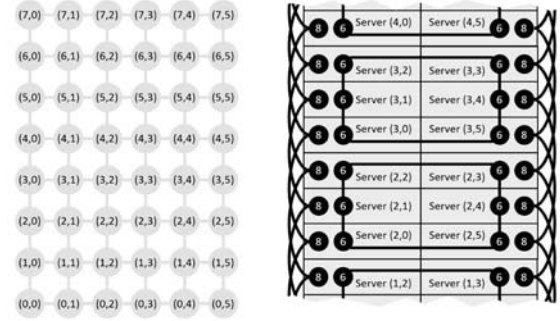 (7,0) (7,1) (7,2) (7,3) (7,4) (7,5)
(6,0) (6,1) (6,2) (6,3) (6,4) (6,5)
(5,0) (5,1) (5,2) (5,3) (5,4) (5,5)
(4,0) (4,1) (4,2) (4,3) (4,4) (4,5)
(3,0) (3,1) (3,2) (3,3) (3,4) (3,5)
(2,0) (2,1) (2,2) (2,3) (2,4) (2,5)
(1,0) (1,1) (1,2) (1,3) (1,4) (1,5)
(0,0) (0,1) (0,2) (0,3) (0,4) (0,5)
8 6 Server (4,0) Server (4,5) 6 8
8 6 Server (3,2) Server (3,3) 6 8
8 6 Server (3,1) Server (3,4) 6 8
8 6 Server (3,0) Server (3,5) 6 8
8 6 Server (2,2) Server (2,3) 6 8
8 6 Server (2,1) Server (2,4) 6 8
8 6 Server (2,0) Server (2,5) 6 8
8 6 Server (1,2) Server (1,3) 6 8